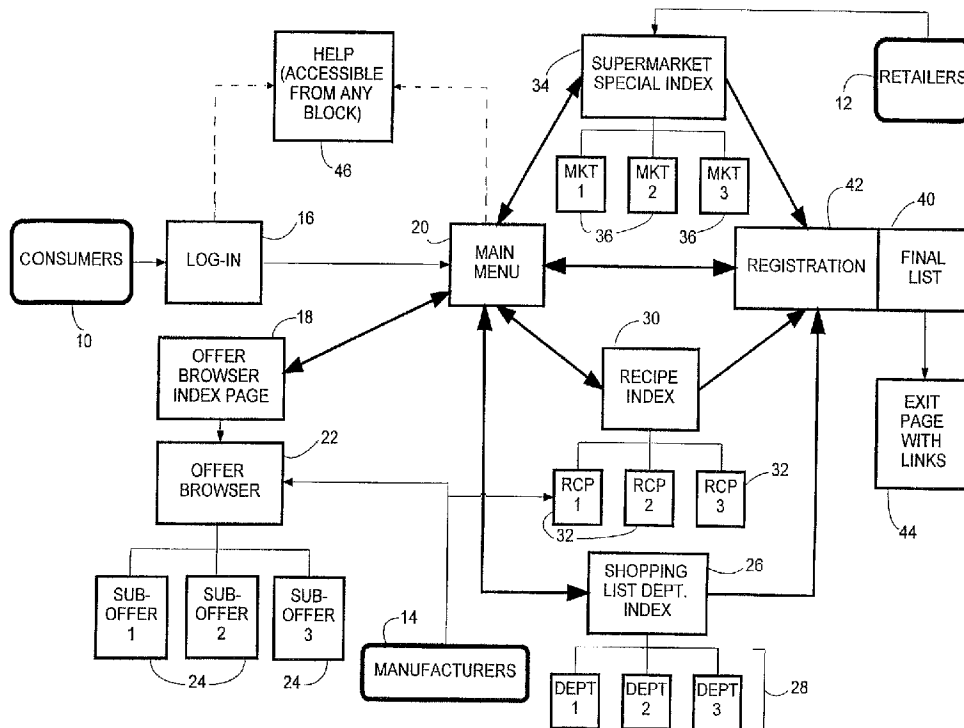 HELP
(ACCESSIBLE
FROM ANY
BLOCK)
46
34
SUPERMARKET
SPECIAL INDEX
RETAILERS
12
MKT
1
MKT
2
MKT
3
36
36
CONSUMERS
10
16
LOG-IN
20
MAIN
MENU
42
40
REGISTRATION
FINAL
LIST
18
OFFER
BROWSER
INDEX PAGE
30
RECIPE
INDEX
EXIT
PAGE
WITH
LINKS
44
22
OFFER
BROWSER
RCP
1
RCP
2
RCP
3
32
32
SUB-
OFFER
1
SUB-
OFFER
2
SUB-
OFFER
3
24
24
14
MANUFACTURERS
26
SHOPPING
LIST DEPT.
INDEX
DEPT
1
DEPT
2
DEPT
3
28